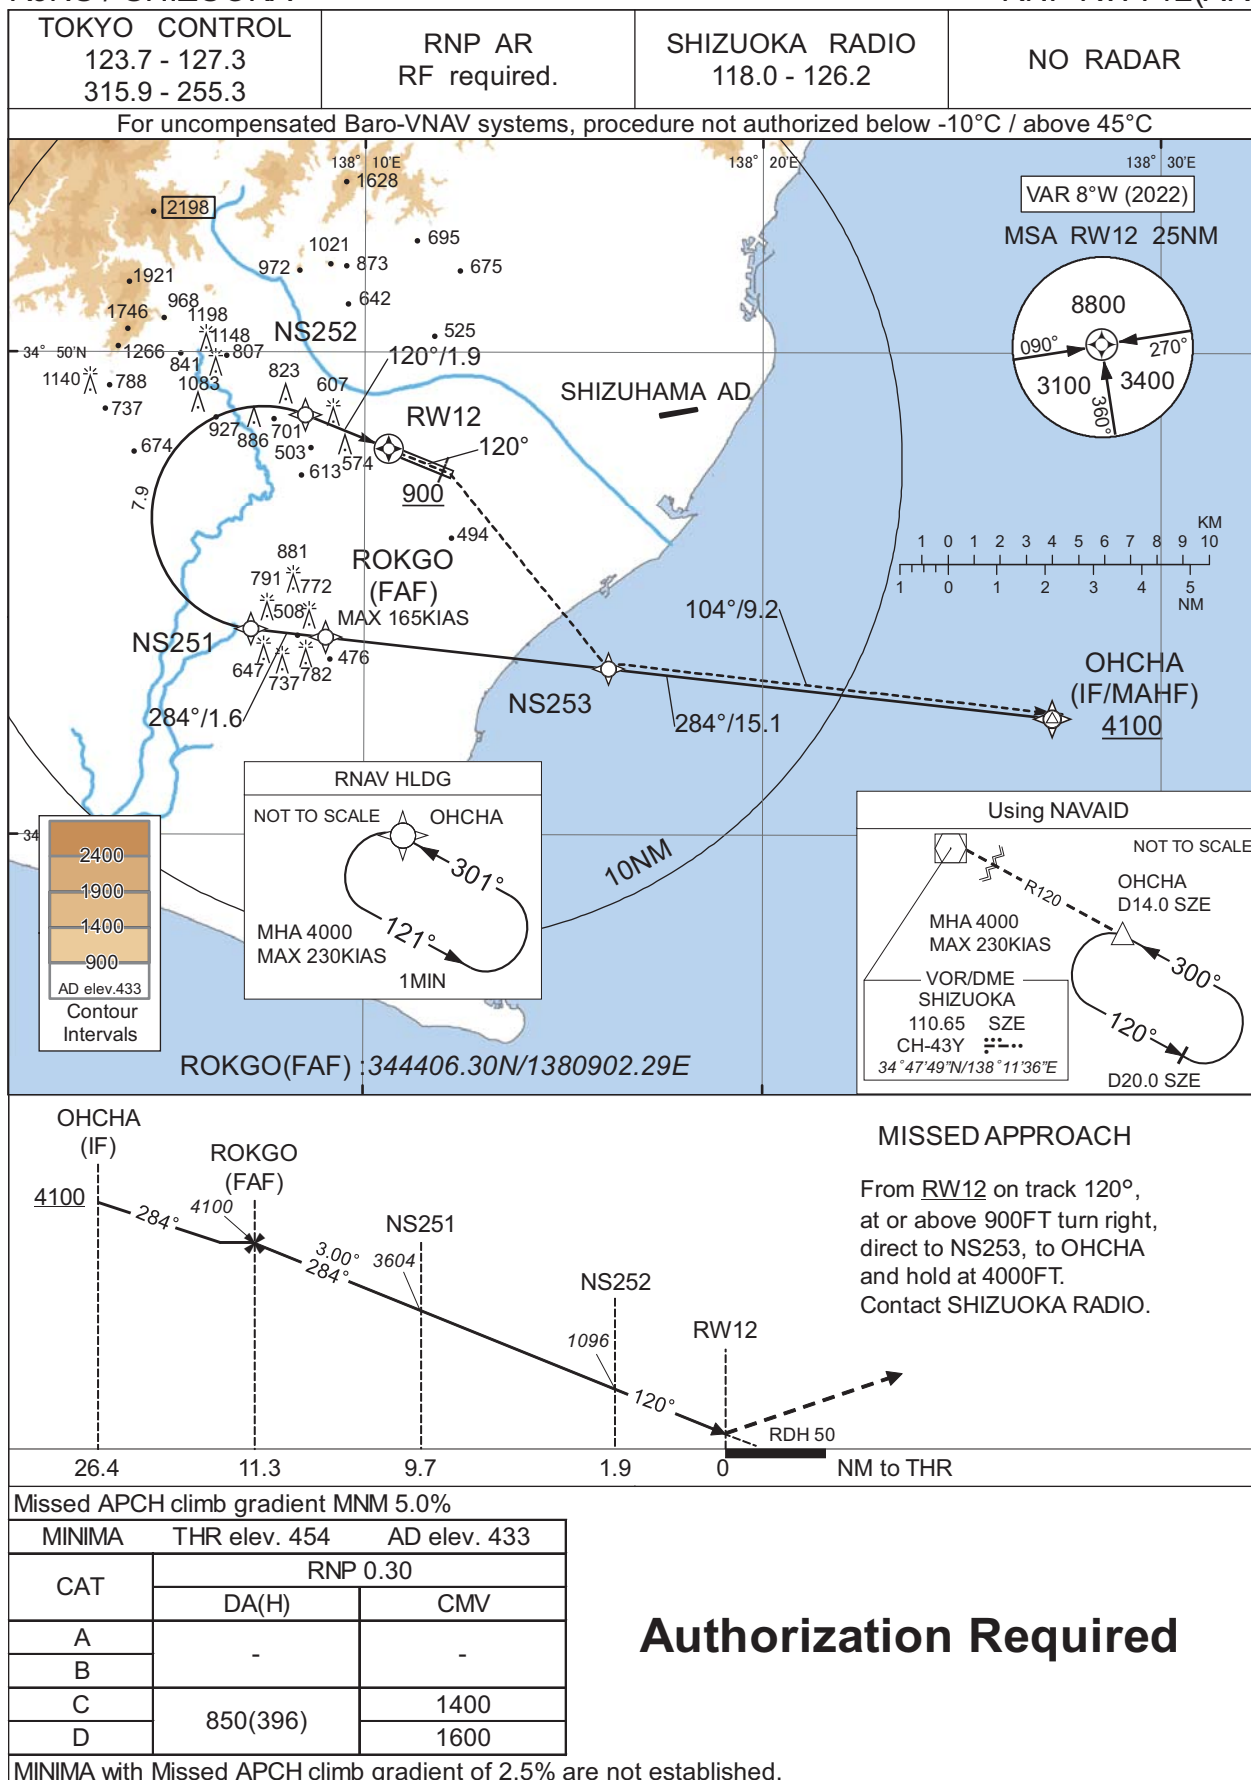 TOKYO CONTROL
123.7 - 127.3
315.9 - 255.3
RNP AR
RF required.
SHIZUOKA RADIO
118.0 - 126.2
NO RADAR
For uncompensated Baro-VNAV systems, procedure not authorized below -10°C / above 45°C
138° 10'E
138° 20'E
138° 30'E
1628
2198
VAR 8°W (2022)
MSA RW12 25NM
8800
090°
270°
3100
3400
360°
695
1021
972
873
675
1921
642
968
1746
1198
NS252
525
1148
34° 50'N
1266
841
807
120°/1.9
1140
788
1083
823
607
SHIZUHAMA AD
737
RW12
927
886
701
120°
674
503
574
613
900
7.9
494
KM
1 0 1 2 3 4 5 6 7 8 9 10
1 0 1 2 3 4 5
NM
881
ROKGO
(FAF)
791
772
508
MAX 165KIAS
104°/9.2
NS251
647
737
782
476
OHCHA
(IF/MAHF)
4100
NS253
284°/1.6
284°/15.1
RNAV HLDG
NOT TO SCALE
OHCHA
301°
121°
MHA 4000
MAX 230KIAS
1MIN
10NM
34
2400
1900
1400
900
AD elev.433
Contour
Intervals
Using NAVAID
NOT TO SCALE
R120
OHCHA
D14.0 SZE
MHA 4000
MAX 230KIAS
300°
120°
VOR/DME
SHIZUOKA
110.65 SZE
CH-43Y
34°47'49"N/138°11'36"E
D20.0 SZE
ROKGO(FAF) :344406.30N/1380902.29E
OHCHA
(IF)
ROKGO
(FAF)
4100
4100
284°
NS251
3.00°
284°
3604
NS252
1096
RW12
120°
RDH 50
26.4
11.3
9.7
1.9
0
NM to THR
MISSED APPROACH
From RW12 on track 120°,
at or above 900FT turn right,
direct to NS253, to OHCHA
and hold at 4000FT.
Contact SHIZUOKA RADIO.
Missed APCH climb gradient MNM 5.0%
MINIMA THR elev. 454 AD elev. 433
CAT
RNP 0.30
DA(H)
CMV
A
-
-
B
C
850(396)
1400
D
1600
Authorization Required
MINIMA with Missed APCH climb gradient of 2.5% are not established.